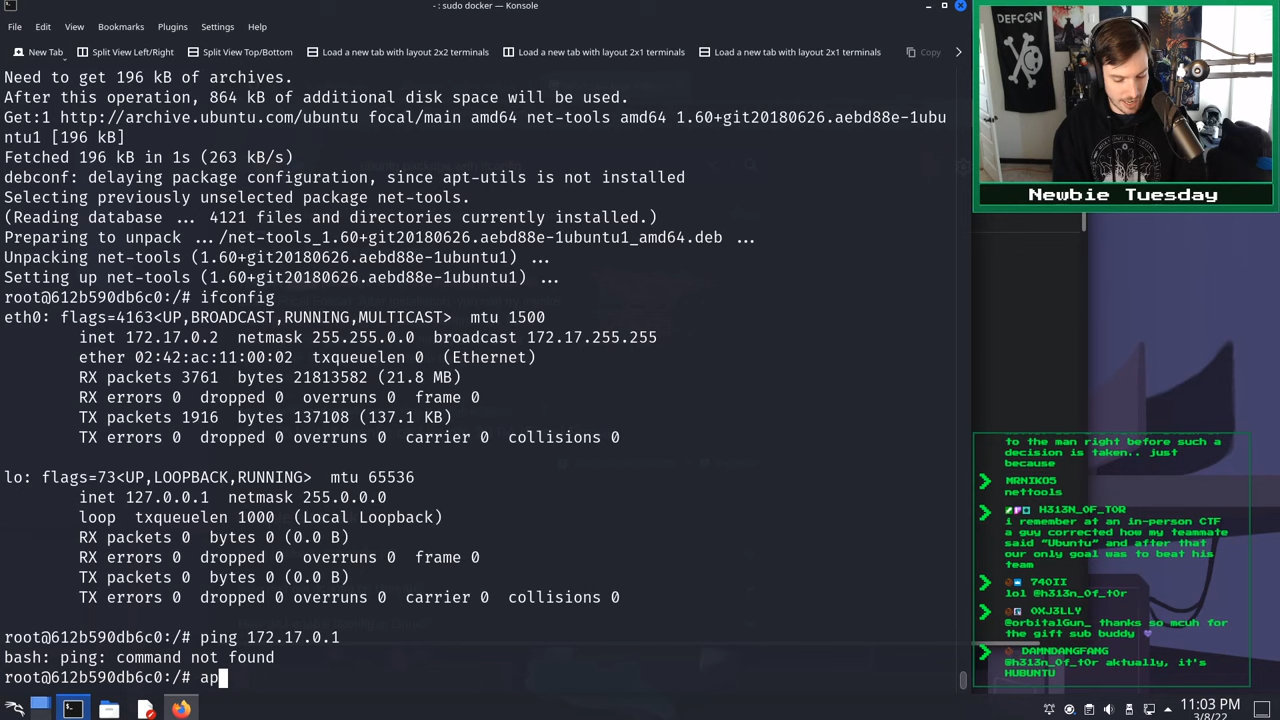 - : sudo docker — Konsole
File Edit View Bookmarks Plugins Settings Help
New Tab Split View Left/Right Split View Top/Bottom Load a new tab with layout 2x2 terminals Load a new tab with layout 2x1 terminals Load a new tab with layout 2x1 terminals Copy
Need to get 196 kB of archives.
After this operation, 864 kB of additional disk space will be used.
Get:1 http://archive.ubuntu.com/ubuntu focal/main amd64 net-tools amd64 1.60+git20180626.aebd88e-1ubu
ntu1 [196 kB]
Fetched 196 kB in 1s (263 kB/s)
debconf: delaying package configuration, since apt-utils is not installed
Selecting previously unselected package net-tools.
(Reading database ... 4121 files and directories currently installed.)
Preparing to unpack .../net-tools_1.60+git20180626.aebd88e-1ubuntu1_amd64.deb ...
Unpacking net-tools (1.60+git20180626.aebd88e-1ubuntu1) ...
Setting up net-tools (1.60+git20180626.aebd88e-1ubuntu1) ...
root@612b590db6c0:/# ifconfig
eth0: flags=4163<UP,BROADCAST,RUNNING,MULTICAST> mtu 1500
inet 172.17.0.2 netmask 255.255.0.0 broadcast 172.17.255.255
ether 02:42:ac:11:00:02 txqueuelen 0 (Ethernet)
RX packets 3761 bytes 21813582 (21.8 MB)
RX errors 0 dropped 0 overruns 0 frame 0
TX packets 1916 bytes 137108 (137.1 KB)
TX errors 0 dropped 0 overruns 0 carrier 0 collisions 0
lo: flags=73<UP,LOOPBACK,RUNNING> mtu 65536
inet 127.0.0.1 netmask 255.0.0.0
loop txqueuelen 1000 (Local Loopback)
RX packets 0 bytes 0 (0.0 B)
RX errors 0 dropped 0 overruns 0 frame 0
TX packets 0 bytes 0 (0.0 B)
TX errors 0 dropped 0 overruns 0 carrier 0 collisions 0
root@612b590db6c0:/# ping 172.17.0.1
bash: ping: command not found
root@612b590db6c0:/# ap
DEFCON
Newbie Tuesday
to the man right before such a
decision is taken.. just
because
MRNIKO5
nettools
H313N_0F_T0R
i remember at an in-person CTF
a guy corrected how my teammate
said "Ubuntu" and after that
our only goal was to beat his
team
740II
lol @h313n_0f_t0r
0XJ3LLY
@orbitalGun_ thanks so mcuh for
the gift sub buddy 💜
DAMNDANGFANG
@h313n_0f_t0r aktually, it's
HUBUNTU
11:03 PM
3/8/22